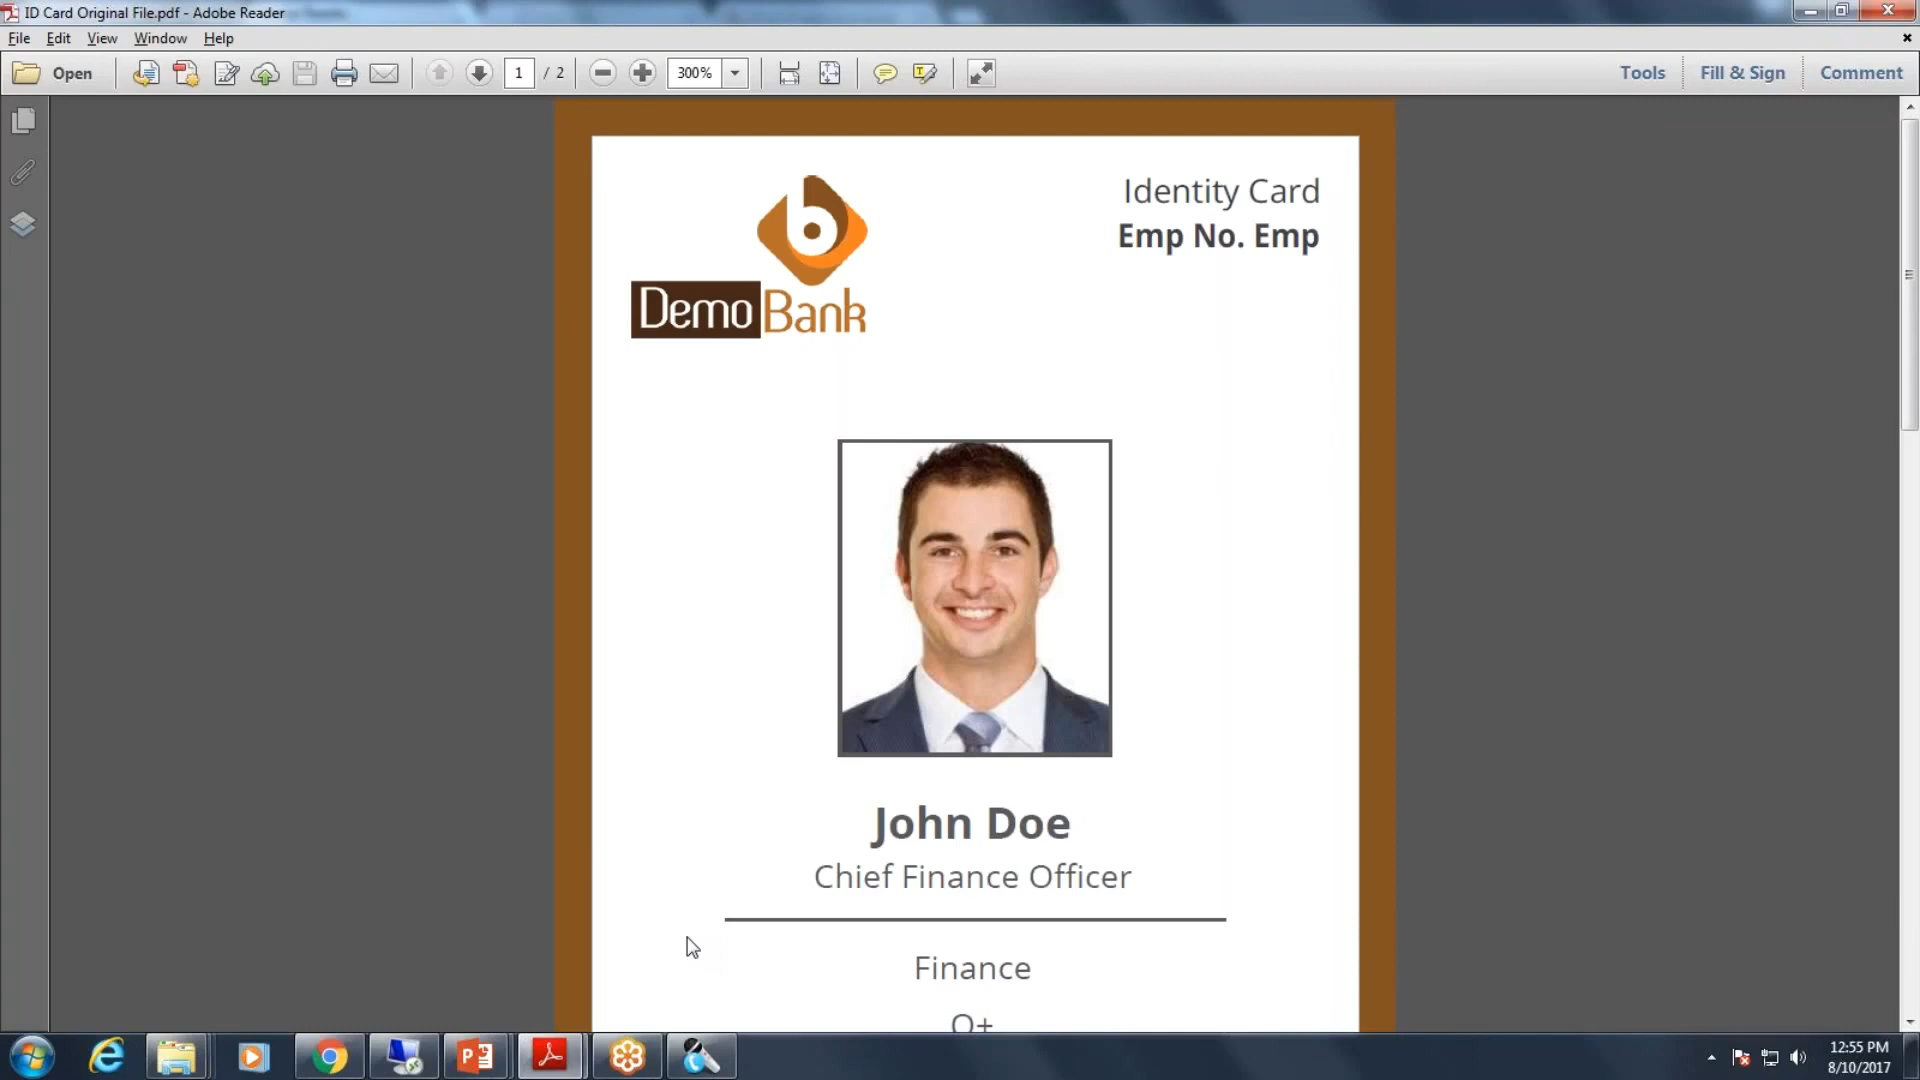 ID Card Original File.pdf - Adobe Reader
File Edit View Window Help
Open 1 / 2 300% Tools Fill & Sign Comment
Identity Card
Emp No. Emp
b
Demo Bank
John Doe
Chief Finance Officer
Finance
O+
12:55 PM
8/10/2017